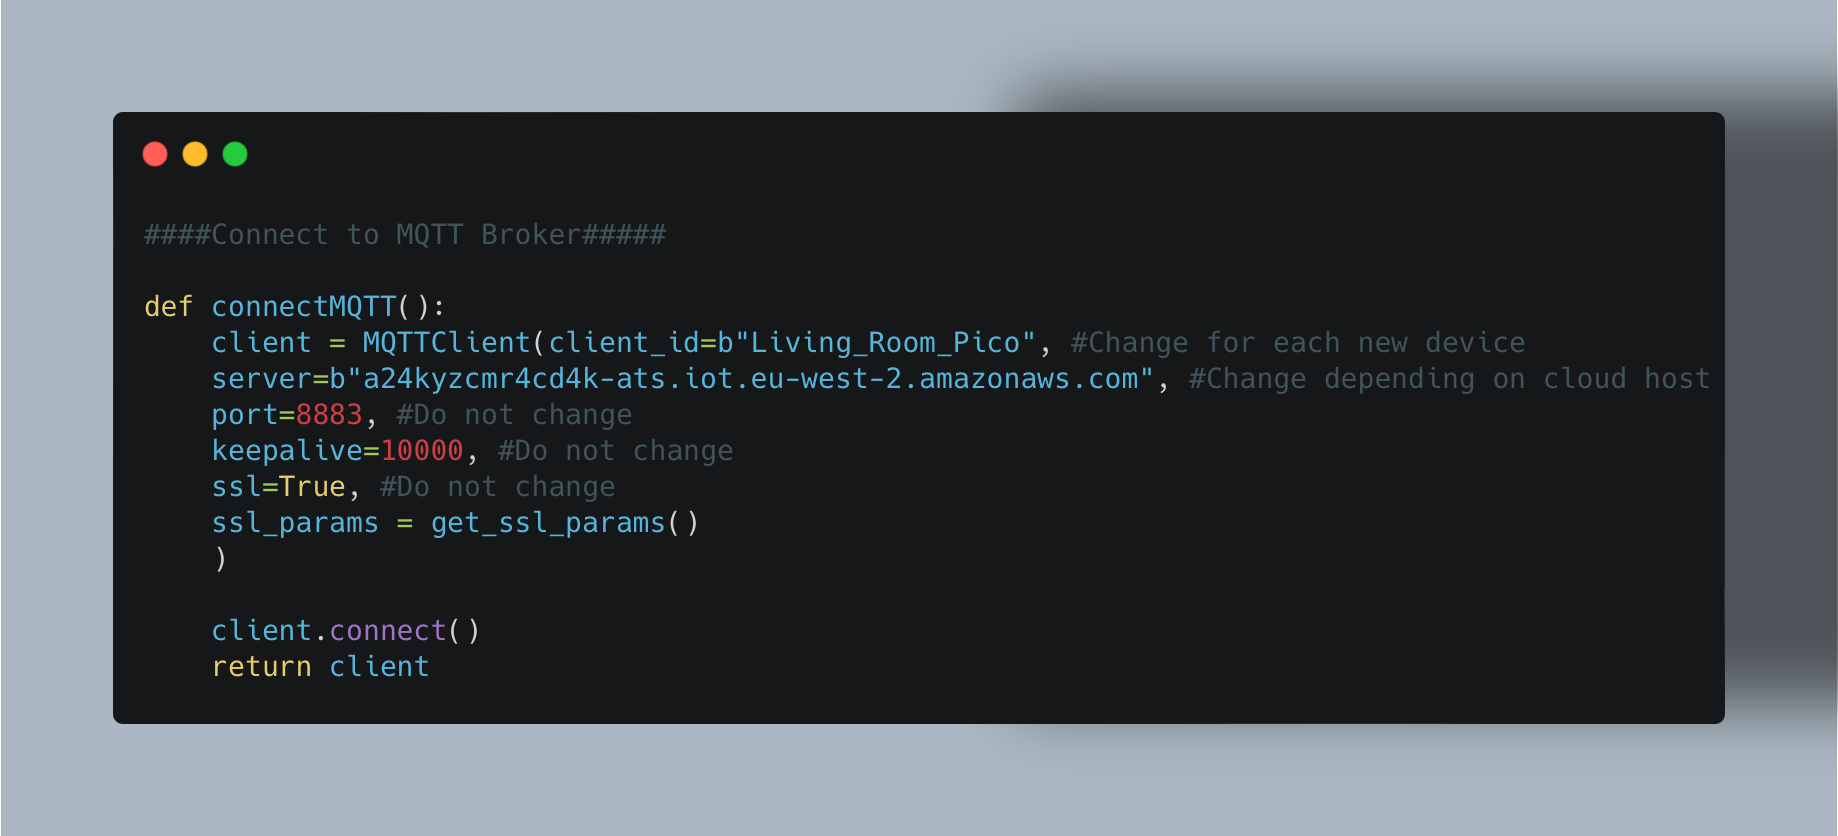 ####Connect to MQTT Broker#####
def connectMQTT():
    client = MQTTClient(client_id=b"Living_Room_Pico", #Change for each new device
    server=b"a24kyzcmr4cd4k-ats.iot.eu-west-2.amazonaws.com", #Change depending on cloud host
    port=8883, #Do not change
    keepalive=10000, #Do not change
    ssl=True, #Do not change
    ssl_params = get_ssl_params()
    )
    client.connect()
    return client